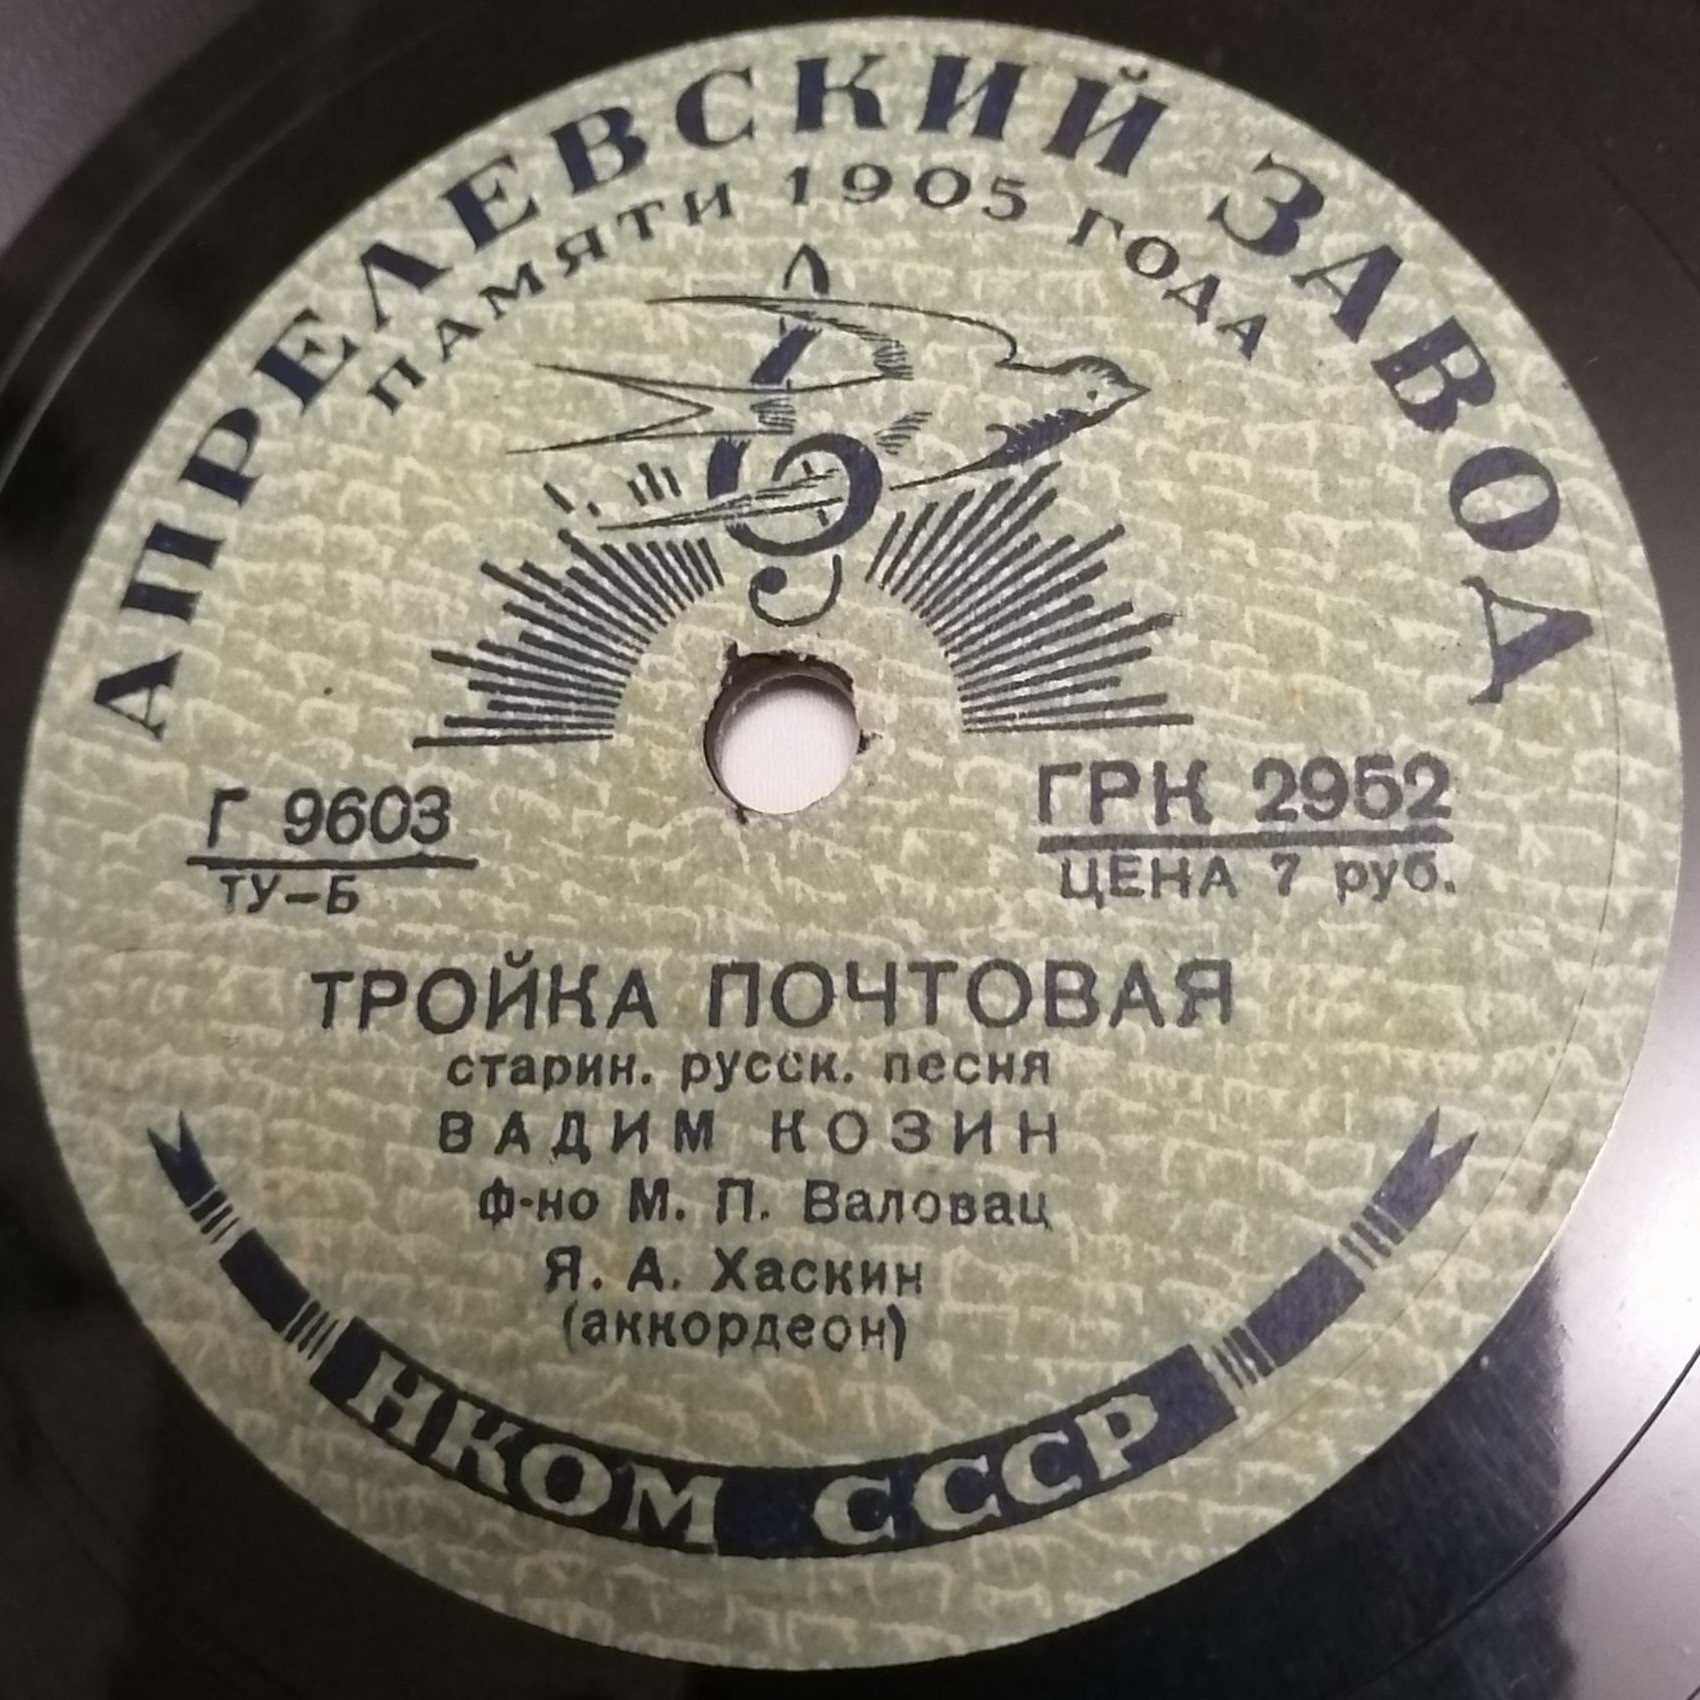 АПРЕЛЕВСКИЙ ЗАВОД
ПАМЯТИ 1905 ГОДА
Г 9603
ТУ-Б
ГРК 2952
ЦЕНА 7 руб.
ТРОЙКА ПОЧТОВАЯ
старин. русск. песня
ВАДИМ КОЗИН
ф-но М. П. Валовац
Я. А. Хаскин
(аккордеон)
НКОМ СССР